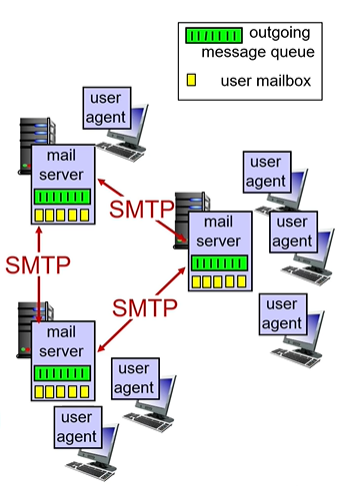 outgoing
message queue
user mailbox
user
agent
mail
server
SMTP
user
agent
mail
server
user
agent
SMTP
SMTP
user
agent
mail
server
user
agent
user
agent